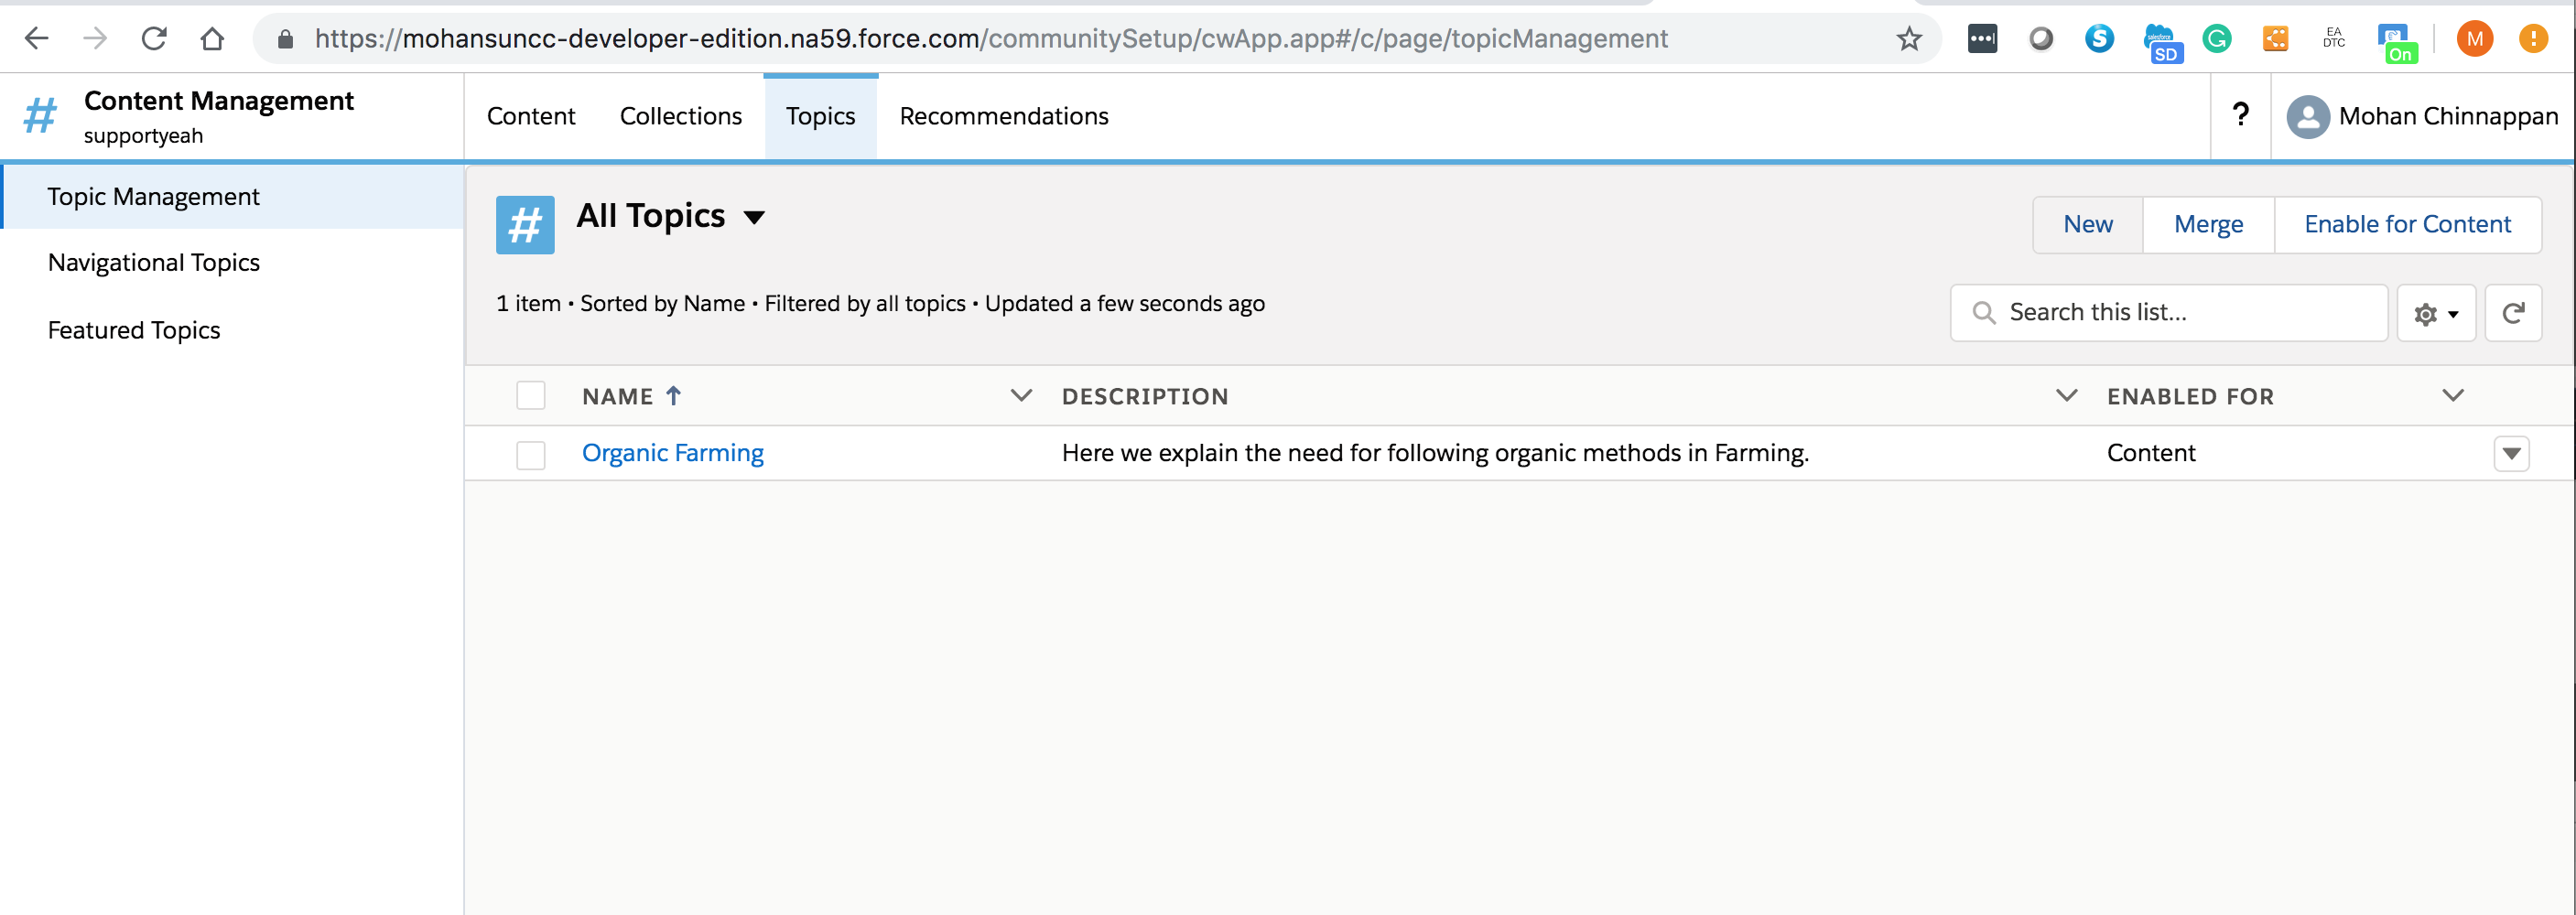 https://mohansuncc-developer-edition.na59.force.com/communitySetup/cwApp.app#/c/page/topicManagement
S
salesforce
SD
G
EA
DTC
On
M
Content Management
supportyeah
Content Collections Topics Recommendations
? Mohan Chinnappan
Topic Management
Navigational Topics
Featured Topics
# All Topics
New Merge Enable for Content
1 item • Sorted by Name • Filtered by all topics • Updated a few seconds ago
Search this list...
NAME DESCRIPTION ENABLED FOR
Organic Farming Here we explain the need for following organic methods in Farming. Content